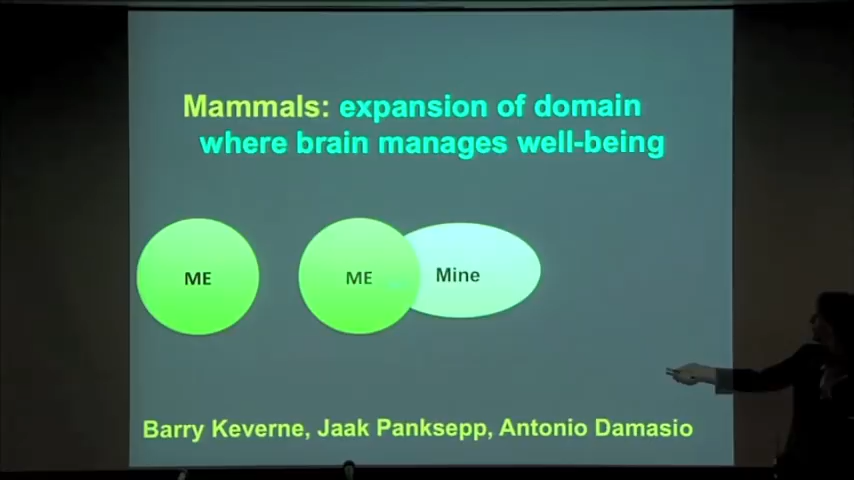 Mammals: expansion of domain
where brain manages well-being
ME
ME
Mine
Barry Keverne, Jaak Panksepp, Antonio Damasio